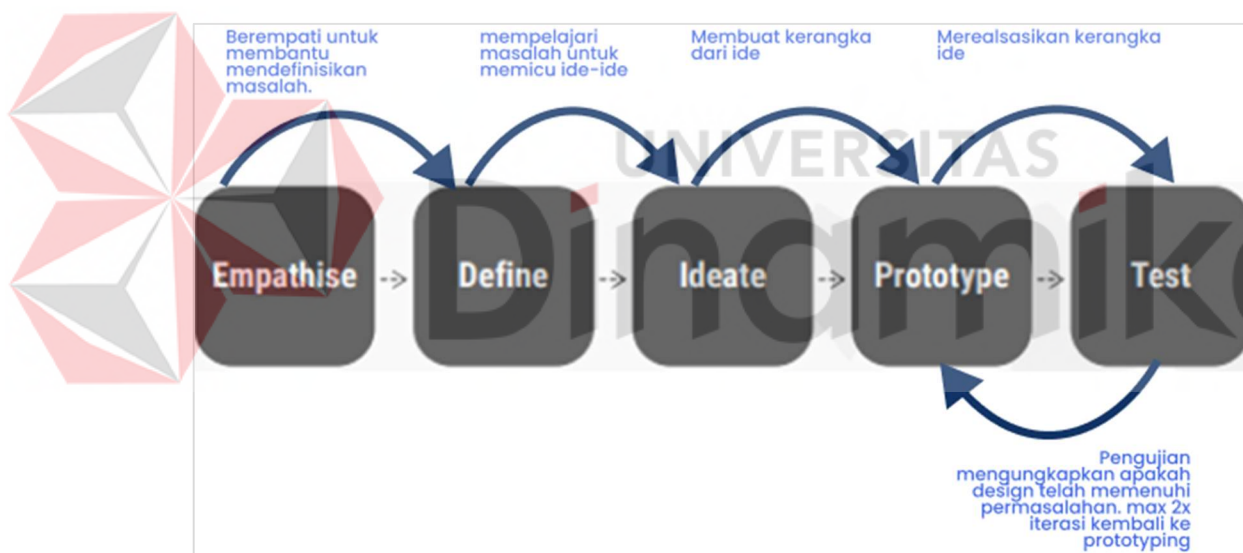 Berempati untuk
membantu
mendefinisikan
masalah.
mempelajari
masalah untuk
memicu ide-ide
Membuat kerangka
dari ide
Merealsasikan kerangka
ide
UNIVERSITAS
Dinamika
Empathise
Define
Ideate
Prototype
Test
Pengujian
mengungkapkan apakah
design telah memenuhi
permasalahan. max 2x
iterasi kembali ke
prototyping